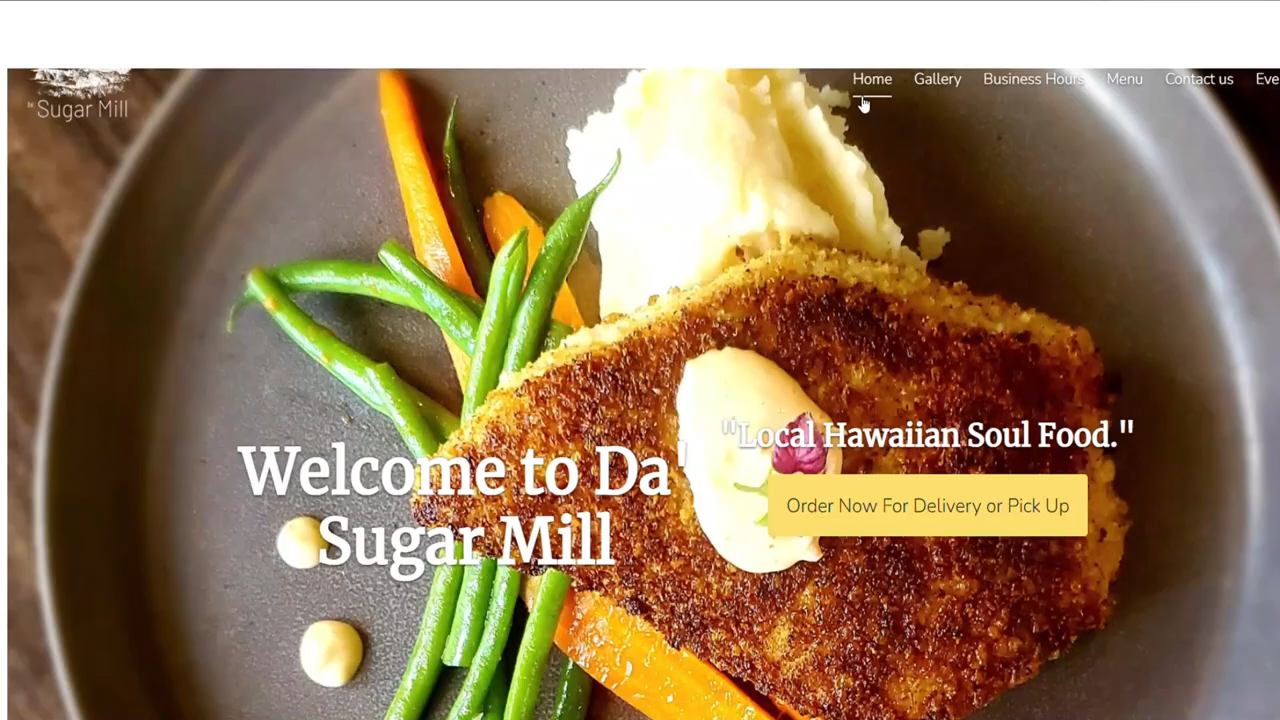 Home Gallery Business Hours Menu Contact us Eve
Sugar Mill
"Local Hawaiian Soul Food."
Welcome to Da'
Sugar Mill
Order Now For Delivery or Pick Up